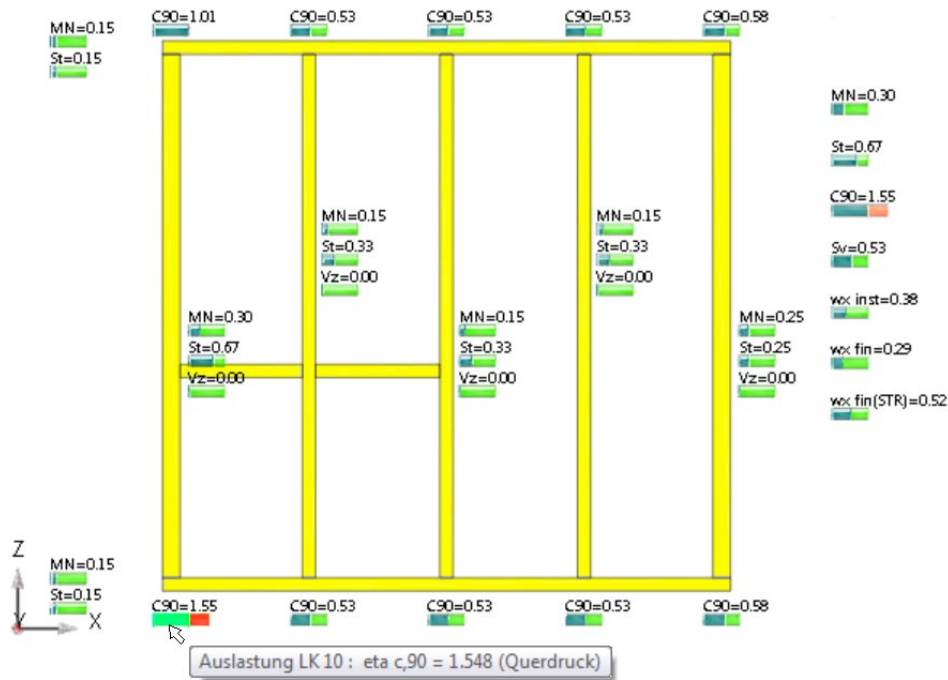 C90=1.01
C90=0.53
C90=0.53
C90=0.53
C90=0.58
MN=0.15
St=0.15
MN=0.30
St=0.67
C90=1.55
Sv=0.53
wx inst=0.38
wx fin=0.29
wx fin(STR)=0.52
MN=0.15
St=0.33
Vz=0.00
MN=0.15
St=0.33
Vz=0.00
MN=0.30
St=0.67
Vz=0.00
MN=0.15
St=0.33
Vz=0.00
MN=0.25
St=0.25
Vz=0.00
Z
Y
X
MN=0.15
St=0.15
C90=1.55
C90=0.53
C90=0.53
C90=0.53
C90=0.58
Auslastung LK 10 : eta c,90 = 1.548 (Querdruck)